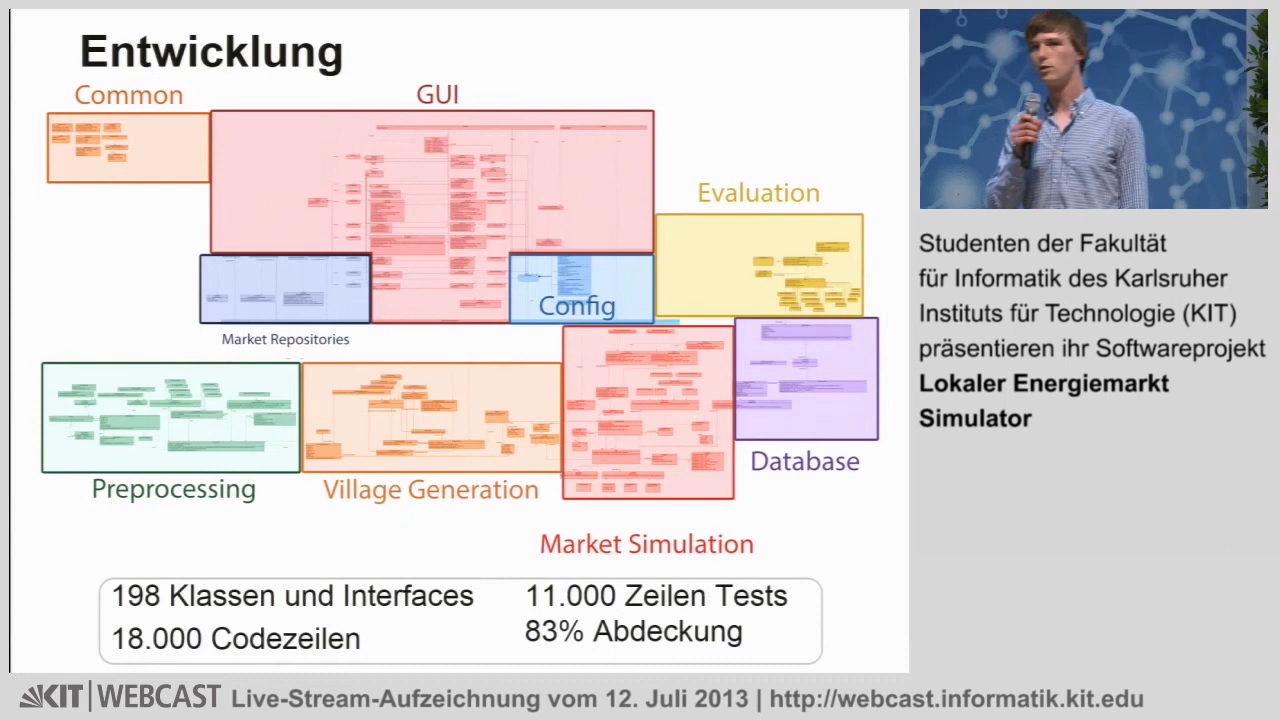 Entwicklung
Common
GUI
Evaluation
Config
Market Repositories
Preprocessing
Village Generation
Database
Market Simulation
198 Klassen und Interfaces
18.000 Codezeilen
11.000 Zeilen Tests
83% Abdeckung
Studenten der Fakultät
für Informatik des Karlsruher
Instituts für Technologie (KIT)
präsentieren ihr Softwareprojekt
Lokaler Energiemarkt
Simulator
KIT | WEBCAST Live-Stream-Aufzeichnung vom 12. Juli 2013 | http://webcast.informatik.kit.edu